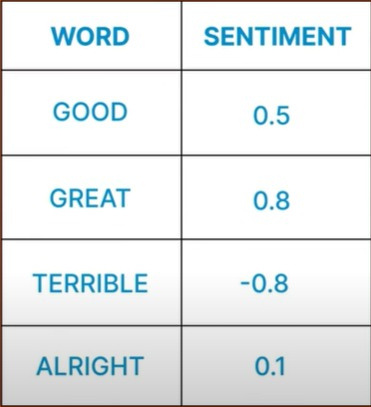 WORD SENTIMENT
GOOD 0.5
GREAT 0.8
TERRIBLE -0.8
ALRIGHT 0.1